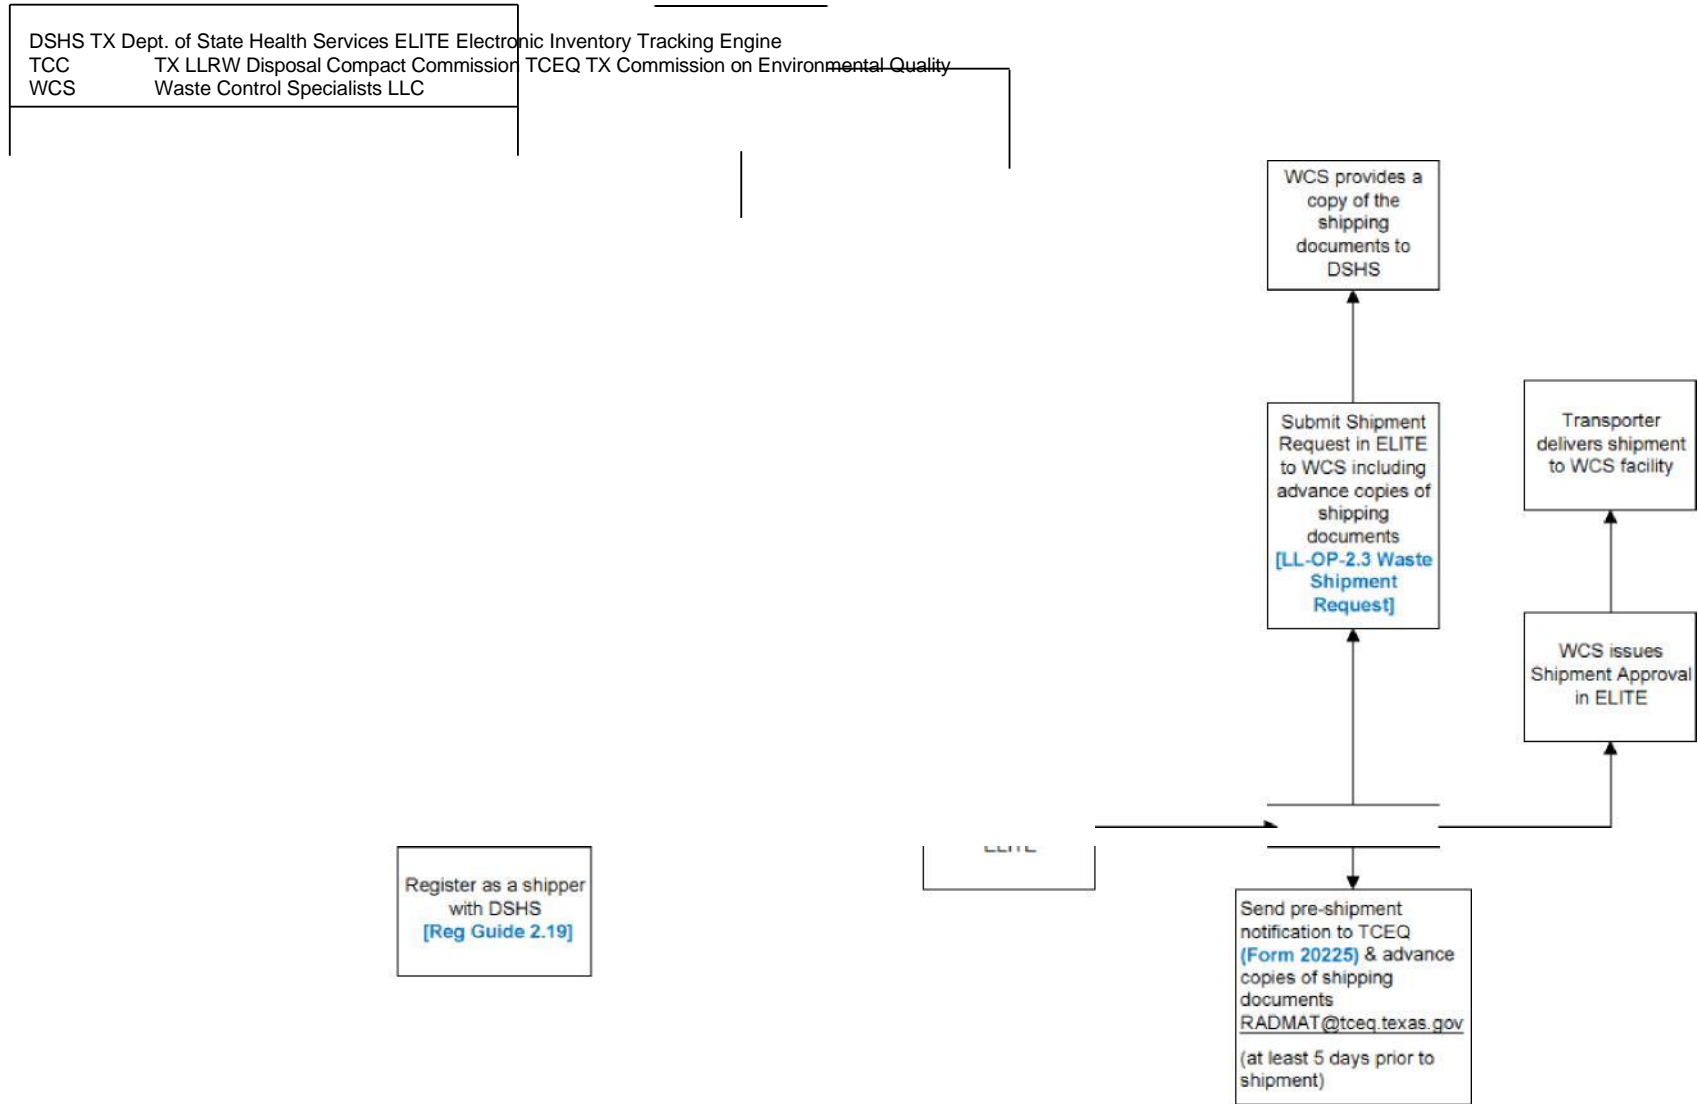 DSHS TX Dept. of State Health Services ELITE Electronic Inventory Tracking Engine
TCC TX LLRW Disposal Compact Commission TCEQ TX Commission on Environmental Quality
WCS Waste Control Specialists LLC
WCS provides a
copy of the
shipping
documents to
DSHS
Submit Shipment
Request in ELITE
to WCS including
advance copies of
shipping
documents
[LL-OP-2.3 Waste
Shipment
Request]
Transporter
delivers shipment
to WCS facility
WCS issues
Shipment Approval
in ELITE
Register as a shipper
with DSHS
[Reg Guide 2.19]
Send pre-shipment
notification to TCEQ
(Form 20225) & advance
copies of shipping
documents
RADMAT@tceq.texas.gov
(at least 5 days prior to
shipment)